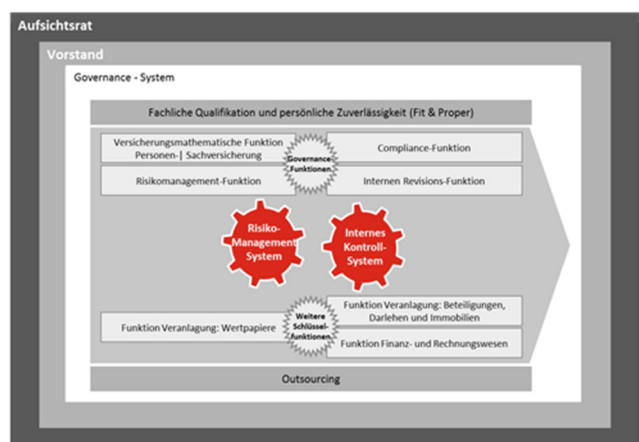 Aufsichtsrat
Vorstand
Governance - System
Fachliche Qualifikation und persönliche Zuverlässigkeit (Fit & Proper)
Versicherungsmathematische Funktion
Personen-| Sachversicherung
Governance-
Funktionen
Compliance-Funktion
Risikomanagement-Funktion
Internen Revisions-Funktion
Risiko-
Management
System
Internes
Kontroll-
System
Funktion Veranlagung: Wertpapiere
Weitere
Schlüssel-
funktionen
Funktion Veranlagung: Beteiligungen,
Darlehen und Immobilien
Funktion Finanz- und Rechnungswesen
Outsourcing